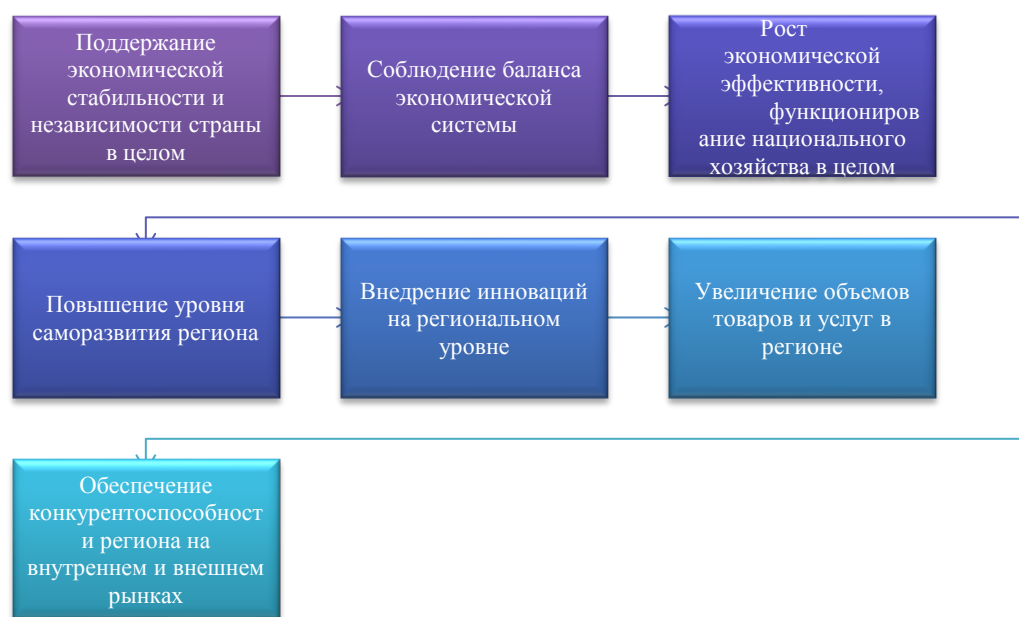 Поддержание
экономической
стабильности и
независимости страны
в целом
Соблюдение баланса
экономической
системы
Рост
экономической
эффективности,
функциониров
ание национального
хозяйства в целом
Повышение уровня
саморазвития региона
Внедрение инноваций
на региональном
уровне
Увеличение объемов
товаров и услуг в
регионе
Обеспечение
конкурентоспособност
и региона на
внутреннем и внешнем
рынках